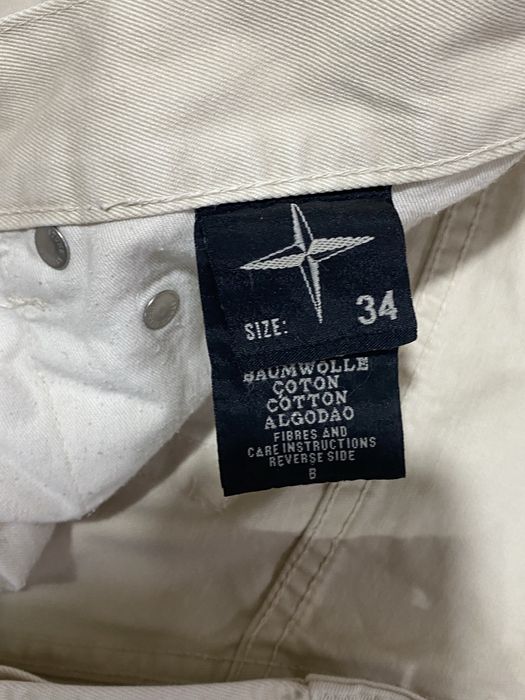 SIZE: 34
BAUMWOLLE
COTON
COTTON
ALGODAO
FIBRES AND
CARE INSTRUCTIONS
REVERSE SIDE
B